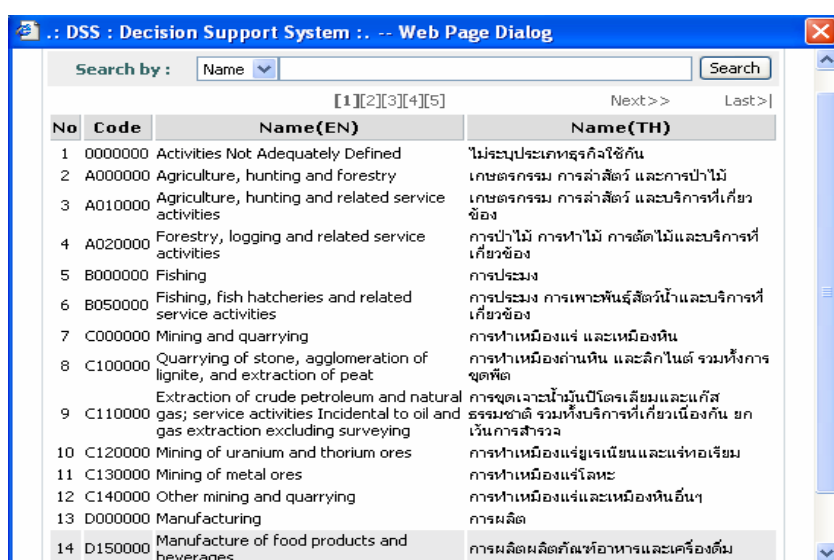 .: DSS : Decision Support System :. -- Web Page Dialog
Search by : Name Search
[1][2][3][4][5] Next>> Last>|
No Code Name(EN) Name(TH)
1 0000000 Activities Not Adequately Defined ไม่ระบุประเภทธุรกิจใช้กัน
2 A000000 Agriculture, hunting and forestry เกษตรกรรม การล่าสัตว์ และการป่าไม้
3 A010000 Agriculture, hunting and related service เกษตรกรรม การล่าสัตว์ และบริการที่เกี่ยว
activities ข้อง
4 A020000 Forestry, logging and related service การป่าไม้ การทำไม้ การตัดไม้และบริการที่
activities เกี่ยวข้อง
5 B000000 Fishing การประมง
6 B050000 Fishing, fish hatcheries and related การประมง การเพาะพันธุ์สัตว์น้ำและบริการที่
service activities เกี่ยวข้อง
7 C000000 Mining and quarrying การทำเหมืองแร่ และเหมืองหิน
8 C100000 Quarrying of stone, agglomeration of การทำเหมืองถ่านหิน และลิกไนต์ รวมทั้งการ
lignite, and extraction of peat ขุดพีต
Extraction of crude petroleum and natural การขุดเจาะน้ำมันปิโตรเลียมและแก๊ส
9 C110000 gas; service activities Incidental to oil and ธรรมชาติ รวมทั้งบริการที่เกี่ยวเนื่องกัน ยก
gas extraction excluding surveying เว้นการสำรวจ
10 C120000 Mining of uranium and thorium ores การทำเหมืองแร่ยูเรเนียนและแร่ทอเรียม
11 C130000 Mining of metal ores การทำเหมืองแร่โลหะ
12 C140000 Other mining and quarrying การทำเหมืองแร่และเหมืองหินอื่นๆ
13 D000000 Manufacturing การผลิต
14 D150000 Manufacture of food products and การผลิตผลิตภัณฑ์อาหารและเครื่องดื่ม
beverages